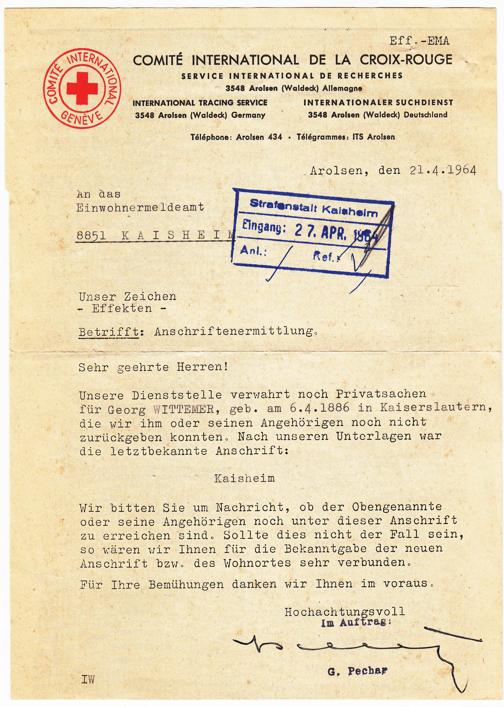 Eff.-EMA
COMITÉ INTERNATIONAL GENÈVE
COMITÉ INTERNATIONAL DE LA CROIX-ROUGE
SERVICE INTERNATIONAL DE RECHERCHES
3548 Arolsen (Waldeck) Allemagne
INTERNATIONAL TRACING SERVICE
3548 Arolsen (Waldeck) Germany
INTERNATIONALER SUCHDIENST
3548 Arolsen (Waldeck) Deutschland
Téléphone: Arolsen 434 · Télégrammes: ITS Arolsen
Arolsen, den 21.4.1964
An das
Einwohnermeldeamt
8851 KAISHEIM
Strafanstalt Kaisheim
Eingang: 27. APR. 1964
Anl.: Ref.:
Unser Zeichen
- Effekten -
Betrifft: Anschriftenermittlung.
Sehr geehrte Herren!
Unsere Dienststelle verwahrt noch Privatsachen
für Georg WITTEMER, geb. am 6.4.1886 in Kaiserslautern,
die wir ihm oder seinen Angehörigen noch nicht
zurückgeben konnten. Nach unseren Unterlagen war
die letztbekannte Anschrift:
Kaisheim
Wir bitten Sie um Nachricht, ob der Obengenannte
oder seine Angehörigen noch unter dieser Anschrift
zu erreichen sind. Sollte dies nicht der Fall sein,
so wären wir Ihnen für die Bekanntgabe der neuen
Anschrift bzw. des Wohnortes sehr verbunden.
Für Ihre Bemühungen danken wir Ihnen im voraus.
Hochachtungsvoll
Im Auftrag:
G. Pechar
IW